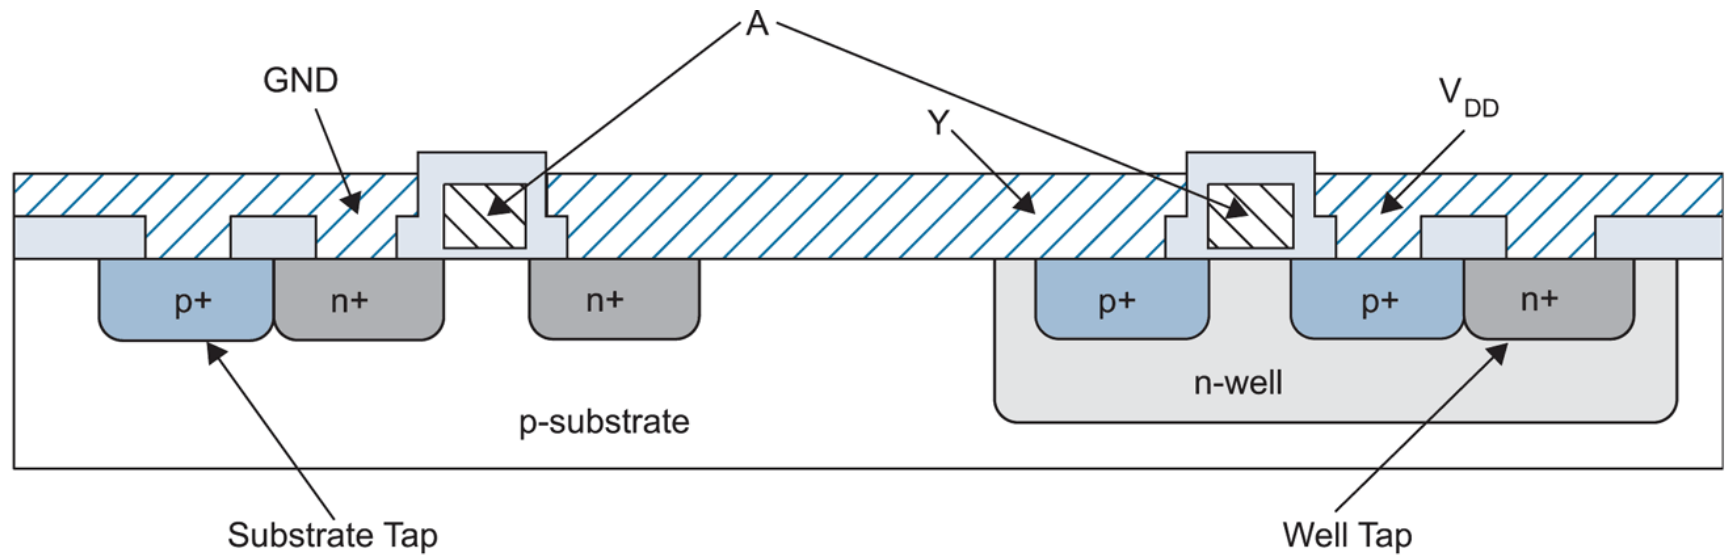 A
GND
Y
VDD
p+
n+
n+
p+
p+
n+
n-well
p-substrate
Substrate Tap
Well Tap